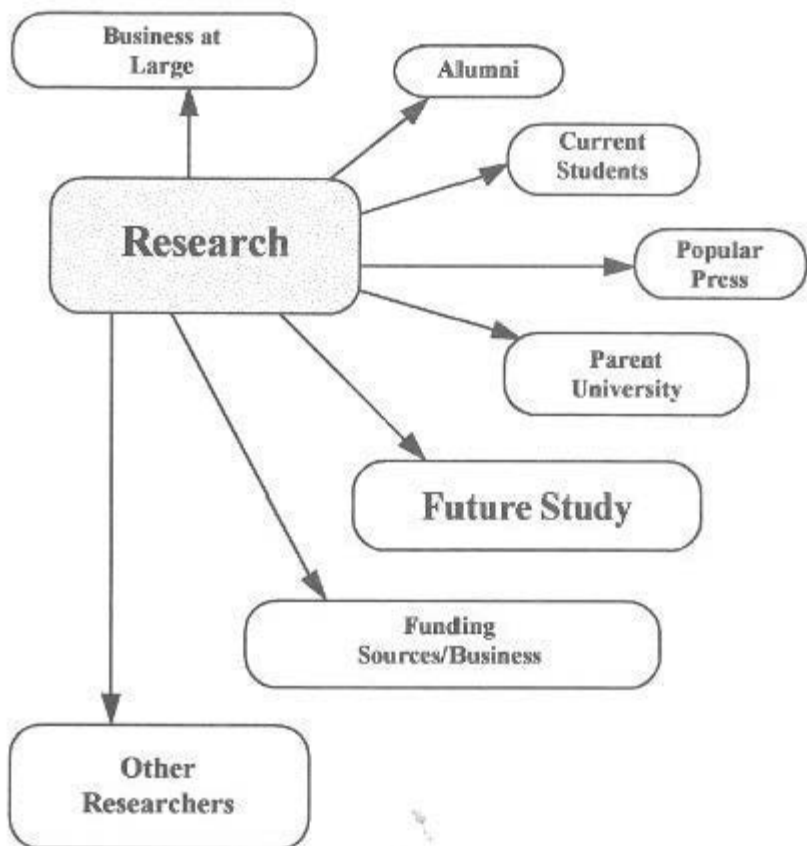 Business at
Large
Alumni
Current
Students
Research
Popular
Press
Parent
University
Future Study
Funding
Sources/Business
Other
Researchers